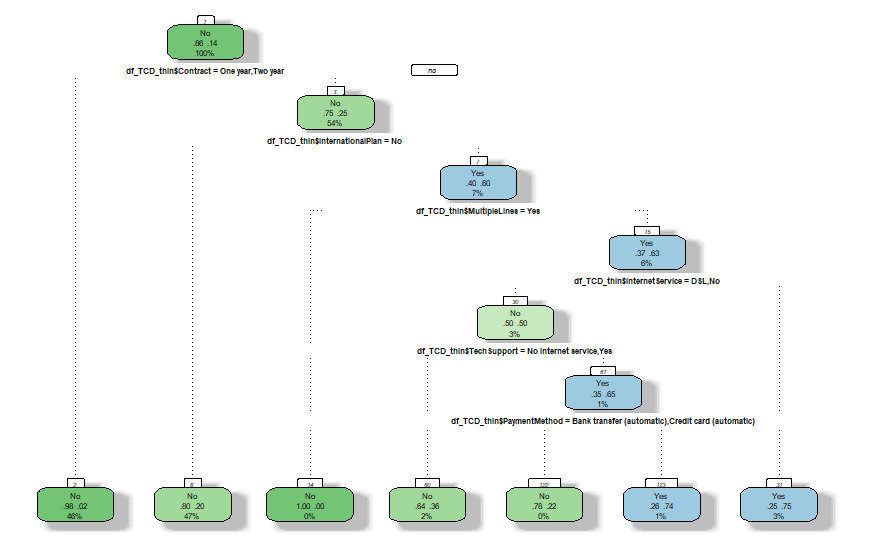 1
No
.86 .14
100%
df_TCD_thin$Contract = One year,Two year
no
3
No
.75 .25
54%
df_TCD_thin$InternationalPlan = No
7
Yes
.40 .60
7%
df_TCD_thin$MultipleLines = Yes
15
Yes
.37 .63
6%
df_TCD_thin$InternetService = DSL,No
30
No
.50 .50
3%
df_TCD_thin$TechSupport = No internet service,Yes
61
Yes
.35 .65
1%
df_TCD_thin$PaymentMethod = Bank transfer (automatic),Credit card (automatic)
2
No
.98 .02
46%
6
No
.80 .20
47%
14
No
1.00 .00
0%
60
No
.64 .36
2%
122
No
.78 .22
0%
123
Yes
.26 .74
1%
31
Yes
.25 .75
3%